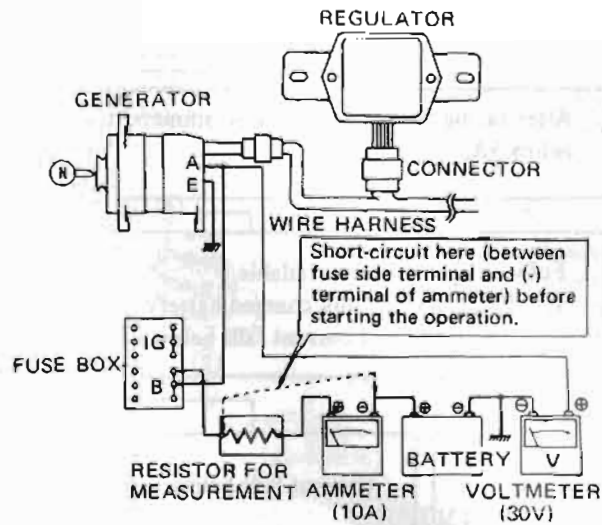 REGULATOR
GENERATOR
N
A
E
CONNECTOR
WIRE HARNESS
Short-circuit here (between
fuse side terminal and (-)
terminal of ammeter) before
starting the operation.
FUSE BOX
IG
B
⊕ ⊖ ⊕ ⊖ ⊖ ⊕
BATTERY
V
RESISTOR FOR
MEASUREMENT
AMMETER
(10A)
VOLTMETER
(30V)